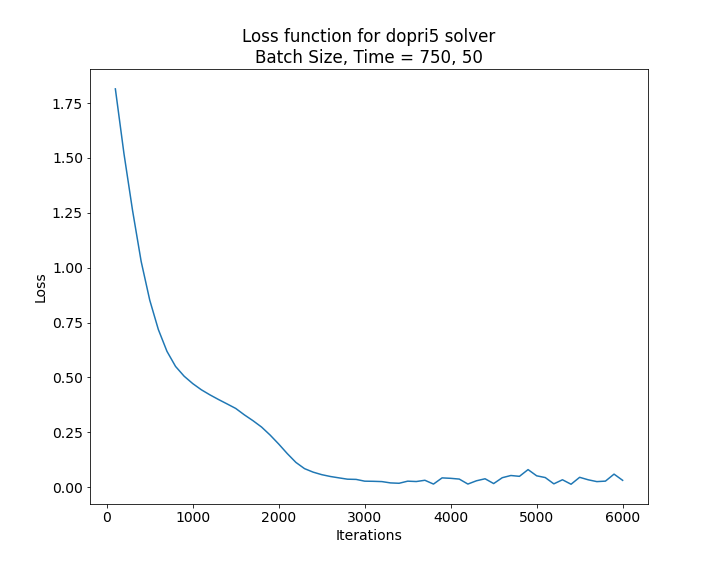 Loss function for dopri5 solver
Batch Size, Time = 750, 50
1.75
1.50
1.25
1.00
0.75
0.50
0.25
0.00
Loss
0 1000 2000 3000 4000 5000 6000
Iterations